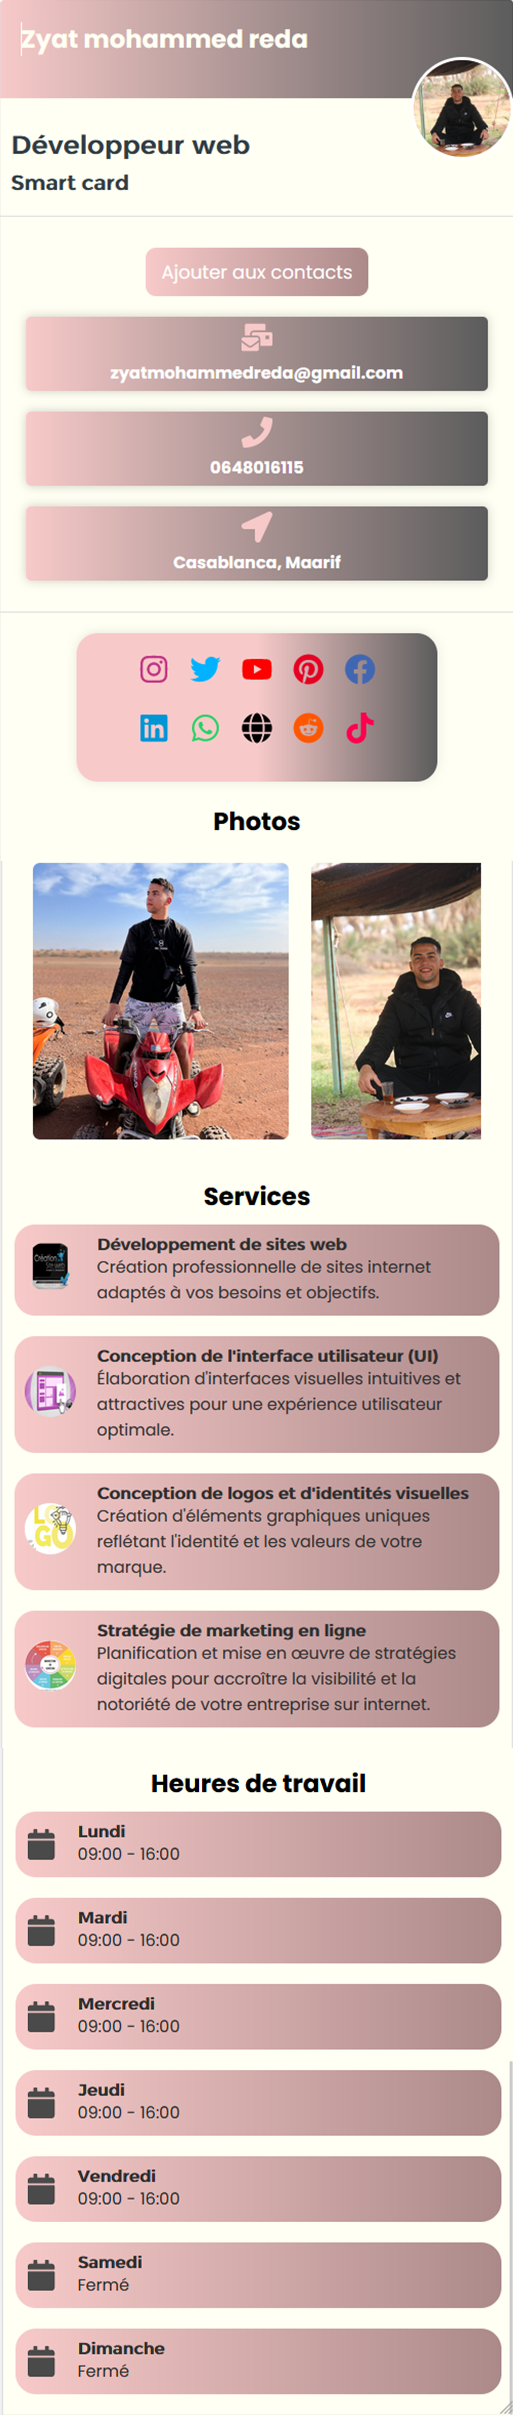 Zyat mohammed reda
Développeur web
Smart card
Ajouter aux contacts
zyatmohammedreda@gmail.com
0648016115
Casablanca, Maarif
Photos
Services
Développement de sites web
Création professionnelle de sites internet
adaptés à vos besoins et objectifs.
Conception de l'interface utilisateur (UI)
Élaboration d'interfaces visuelles intuitives et
attractives pour une expérience utilisateur
optimale.
Conception de logos et d'identités visuelles
LOGO
Création d'éléments graphiques uniques
reflétant l'identité et les valeurs de votre
marque.
Stratégie de marketing en ligne
Planification et mise en œuvre de stratégies
digitales pour accroître la visibilité et la
notoriété de votre entreprise sur internet.
Heures de travail
Lundi
09:00 - 16:00
Mardi
09:00 - 16:00
Mercredi
09:00 - 16:00
Jeudi
09:00 - 16:00
Vendredi
09:00 - 16:00
Samedi
Fermé
Dimanche
Fermé